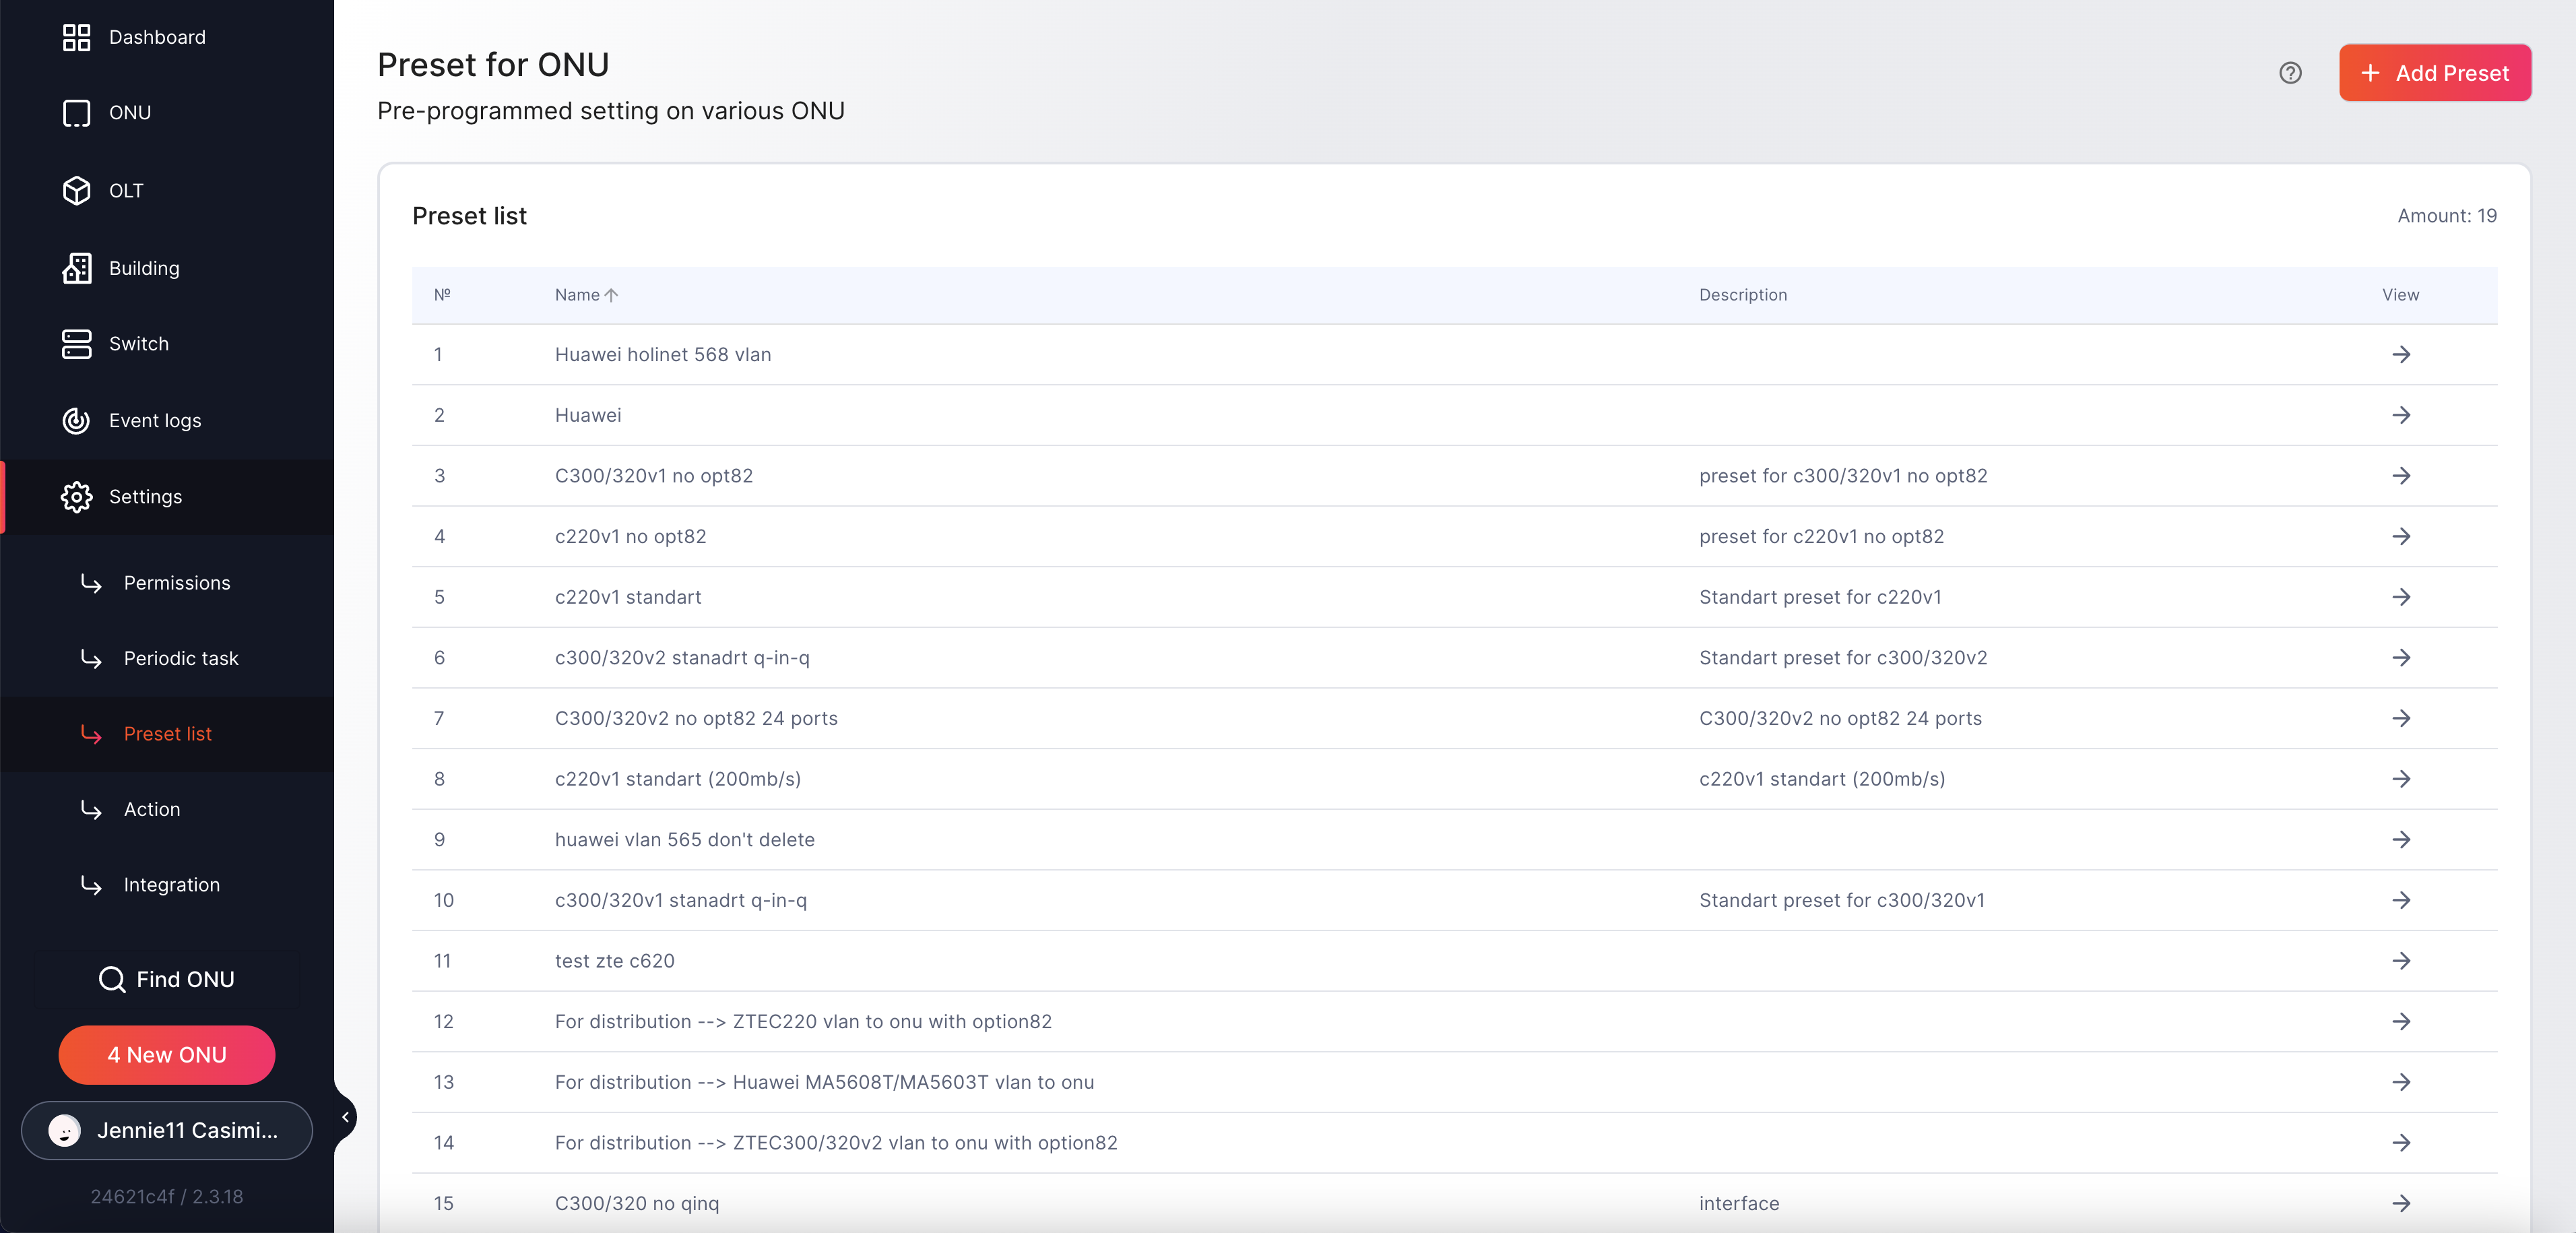 Dashboard
ONU
OLT
Building
Switch
Event logs
Settings
Permissions
Periodic task
Preset list
Action
Integration
Find ONU
4 New ONU
Jennie11 Casimi...
24621c4f / 2.3.18
Preset for ONU
Pre-programmed setting on various ONU
+ Add Preset
Preset list
Amount: 19
№ Name Description View
1 Huawei holinet 568 vlan
2 Huawei
3 C300/320v1 no opt82 preset for c300/320v1 no opt82
4 c220v1 no opt82 preset for c220v1 no opt82
5 c220v1 standart Standart preset for c220v1
6 c300/320v2 stanadrt q-in-q Standart preset for c300/320v2
7 C300/320v2 no opt82 24 ports C300/320v2 no opt82 24 ports
8 c220v1 standart (200mb/s) c220v1 standart (200mb/s)
9 huawei vlan 565 don't delete
10 c300/320v1 stanadrt q-in-q Standart preset for c300/320v1
11 test zte c620
12 For distribution --> ZTEC220 vlan to onu with option82
13 For distribution --> Huawei MA5608T/MA5603T vlan to onu
14 For distribution --> ZTEC300/320v2 vlan to onu with option82
15 C300/320 no qinq interface